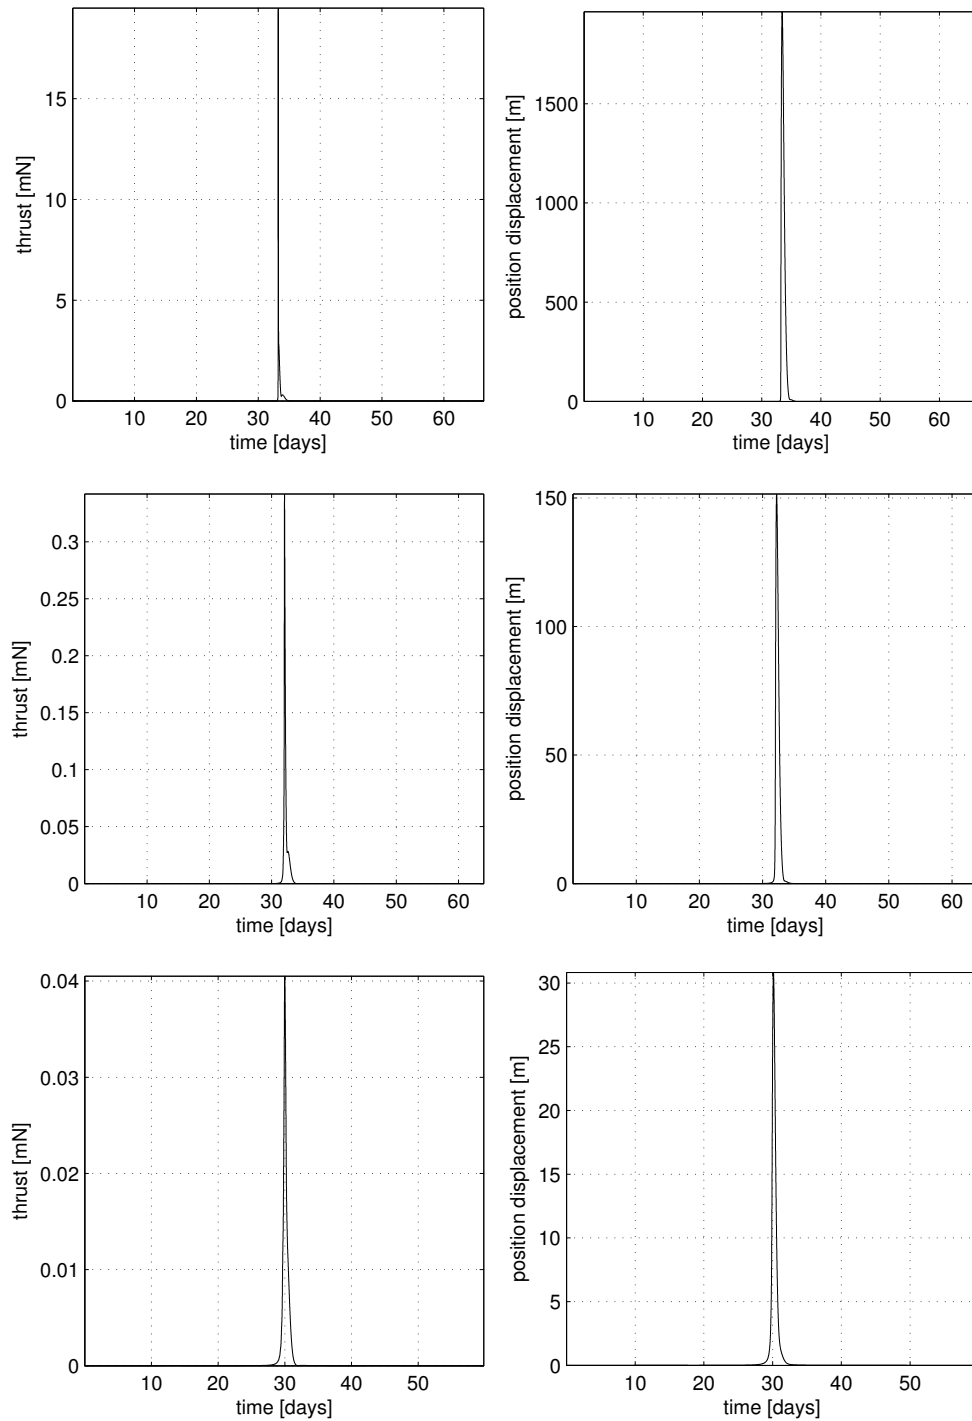 15
10
5
0
thrust [mN]
10 20 30 40 50 60
time [days]
1500
1000
500
0
position displacement [m]
10 20 30 40 50 60
time [days]
0.3
0.25
0.2
0.15
0.1
0.05
0
thrust [mN]
10 20 30 40 50 60
time [days]
150
100
50
0
position displacement [m]
10 20 30 40 50 60
time [days]
0.04
0.03
0.02
0.01
0
thrust [mN]
10 20 30 40 50
time [days]
30
25
20
15
10
5
0
position displacement [m]
10 20 30 40 50
time [days]